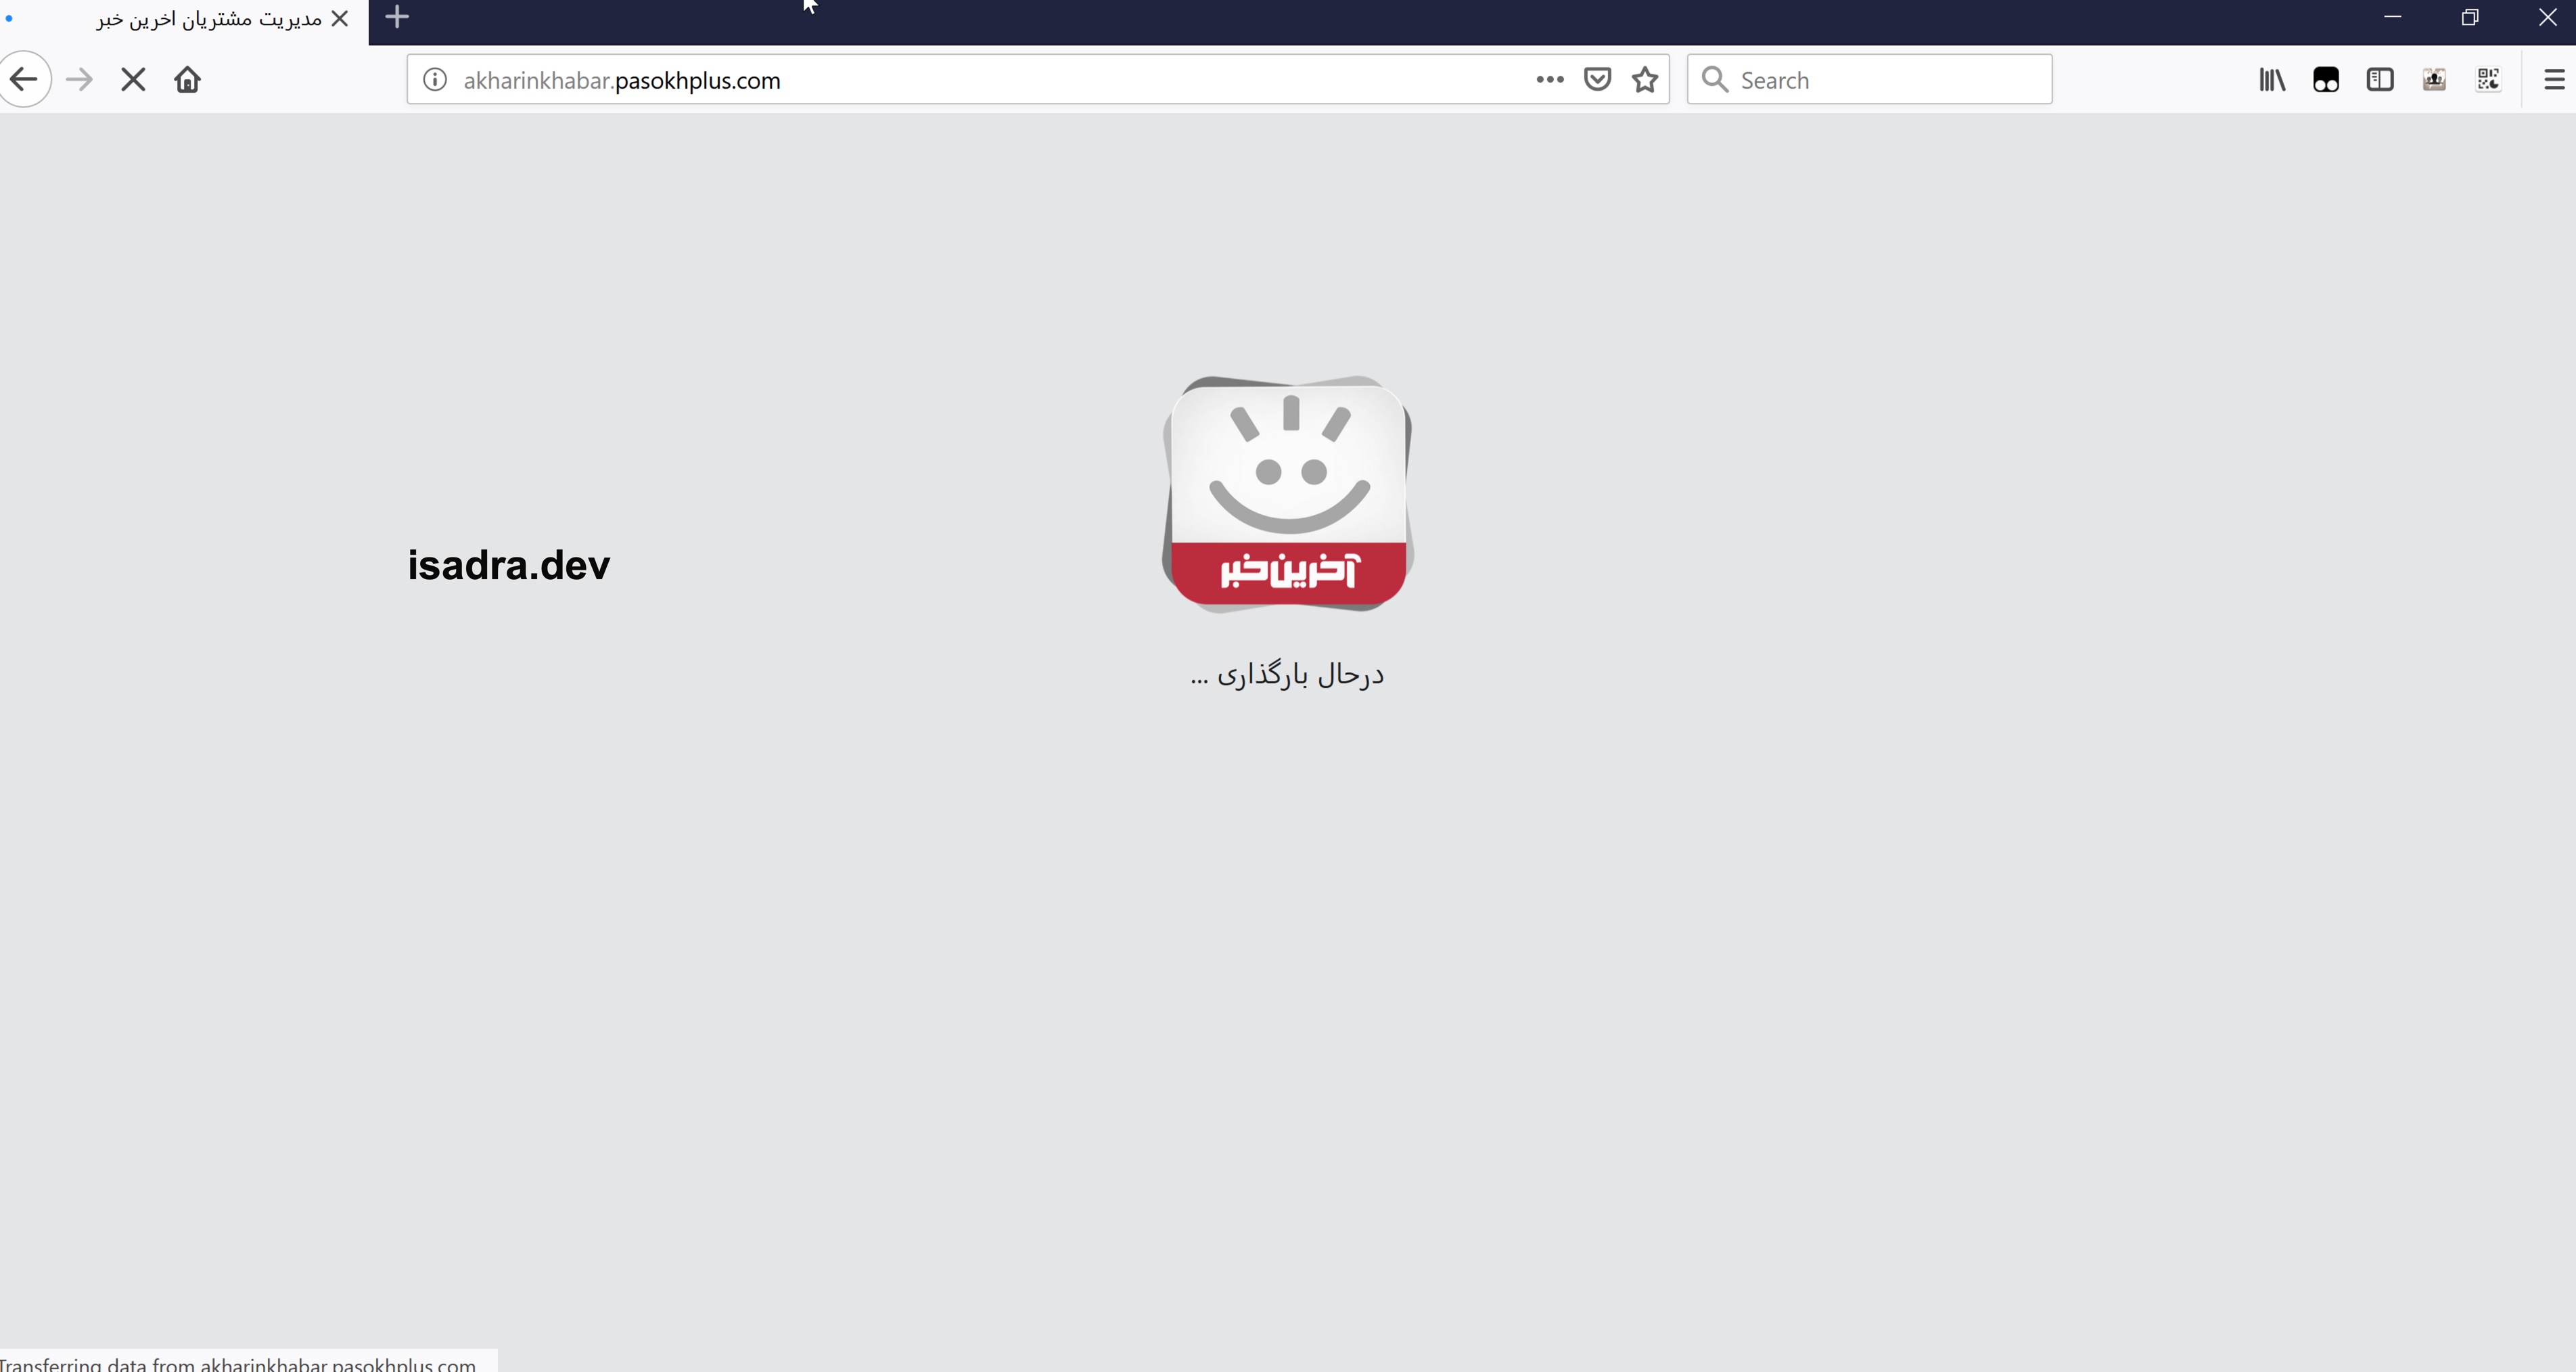 مدیریت مشتریان اخرین خبر
akharinkhabar.pasokhplus.com
Search
آخرین خبر
isadra.dev
درحال بارگذاری ...
Transferring data from akharinkhabar.pasokhplus.com